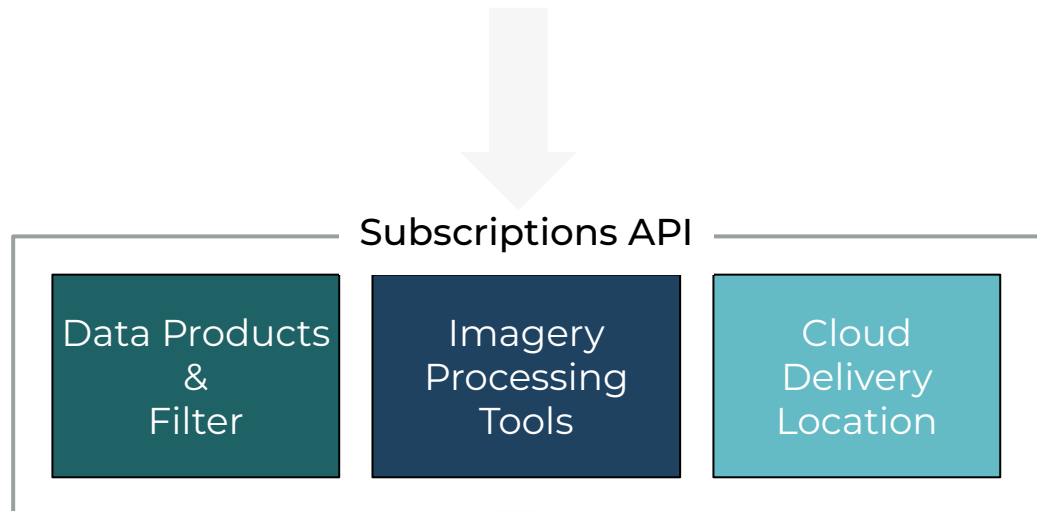 Subscriptions API
Data Products
&
Filter
Imagery
Processing
Tools
Cloud
Delivery
Location